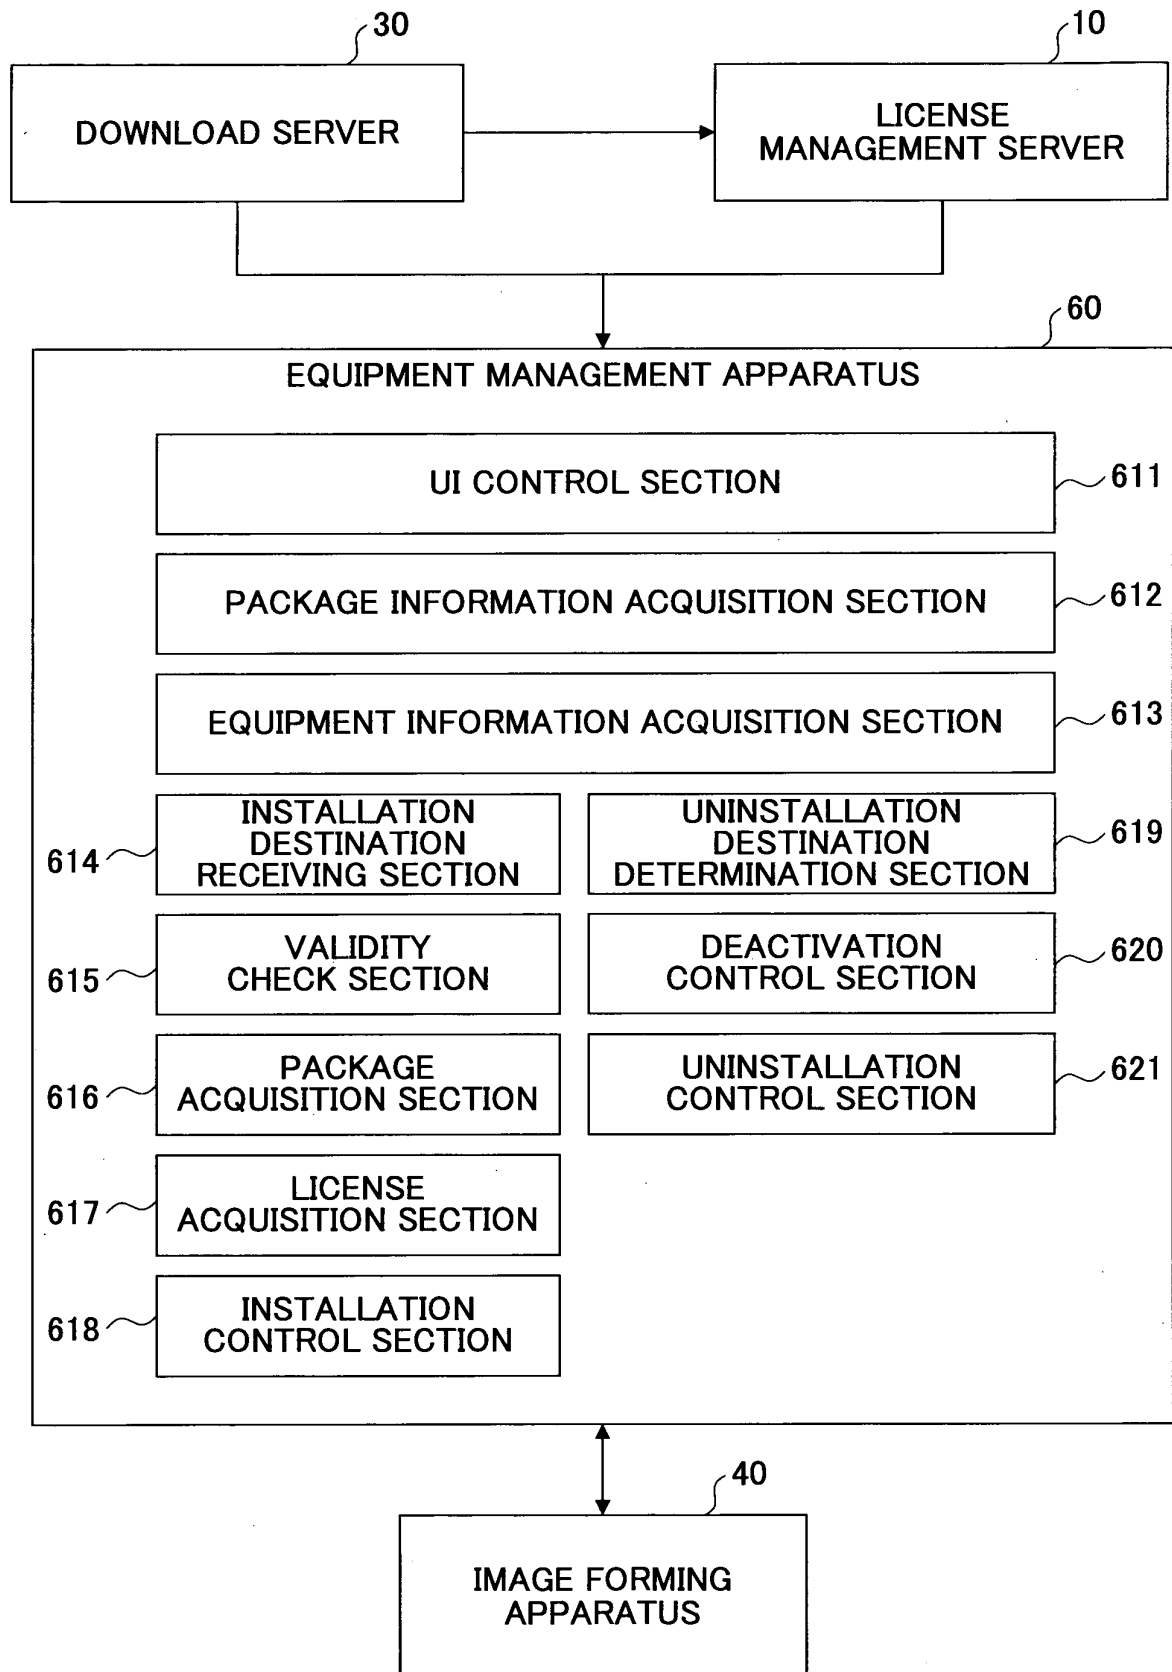 30
10
DOWNLOAD SERVER
LICENSE
MANAGEMENT SERVER
60
EQUIPMENT MANAGEMENT APPARATUS
UI CONTROL SECTION
611
PACKAGE INFORMATION ACQUISITION SECTION
612
EQUIPMENT INFORMATION ACQUISITION SECTION
613
614
INSTALLATION
DESTINATION
RECEIVING SECTION
UNINSTALLATION
DESTINATION
DETERMINATION SECTION
619
615
VALIDITY
CHECK SECTION
DEACTIVATION
CONTROL SECTION
620
616
PACKAGE
ACQUISITION SECTION
UNINSTALLATION
CONTROL SECTION
621
617
LICENSE
ACQUISITION SECTION
618
INSTALLATION
CONTROL SECTION
40
IMAGE FORMING
APPARATUS